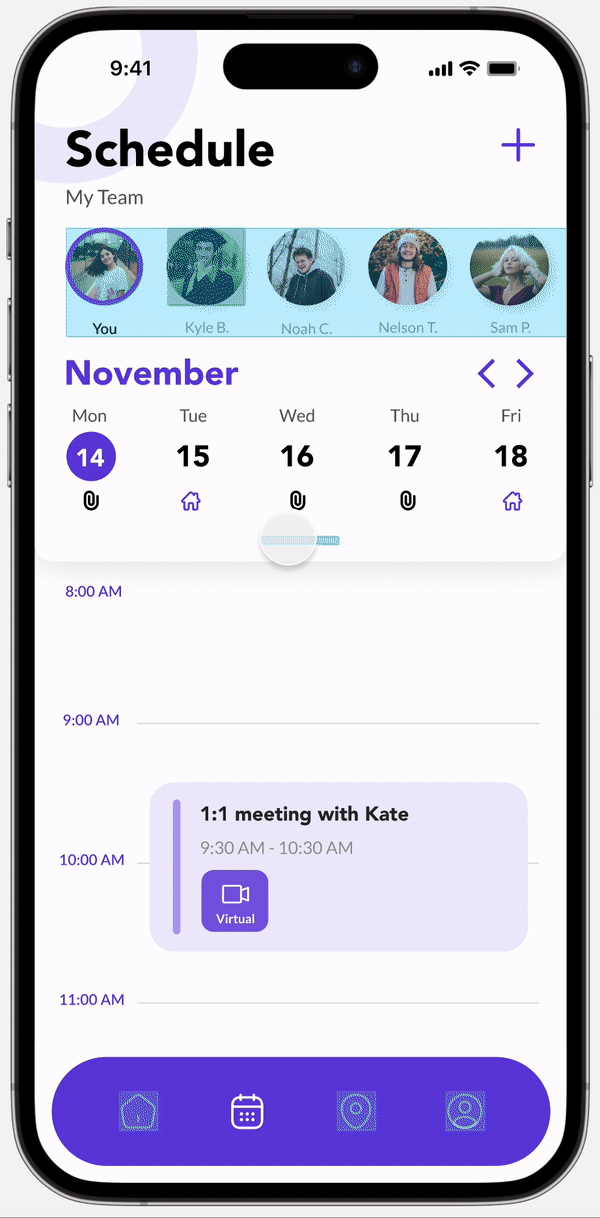 9:41
Schedule
My Team
You Kyle B. Noah C. Nelson T. Sam P.
November
Mon Tue Wed Thu Fri
14 15 16 17 18
8:00 AM
9:00 AM
1:1 meeting with Kate
9:30 AM - 10:30 AM
10:00 AM
Virtual
11:00 AM